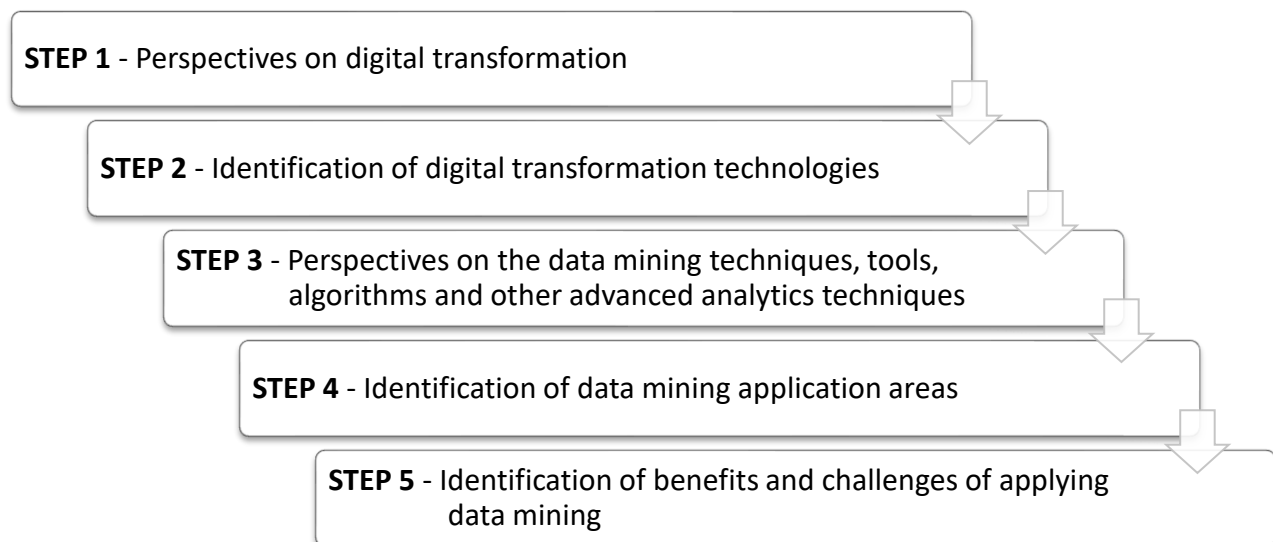 STEP 1 - Perspectives on digital transformation
STEP 2 - Identification of digital transformation technologies
STEP 3 - Perspectives on the data mining techniques, tools,
algorithms and other advanced analytics techniques
STEP 4 - Identification of data mining application areas
STEP 5 - Identification of benefits and challenges of applying
data mining